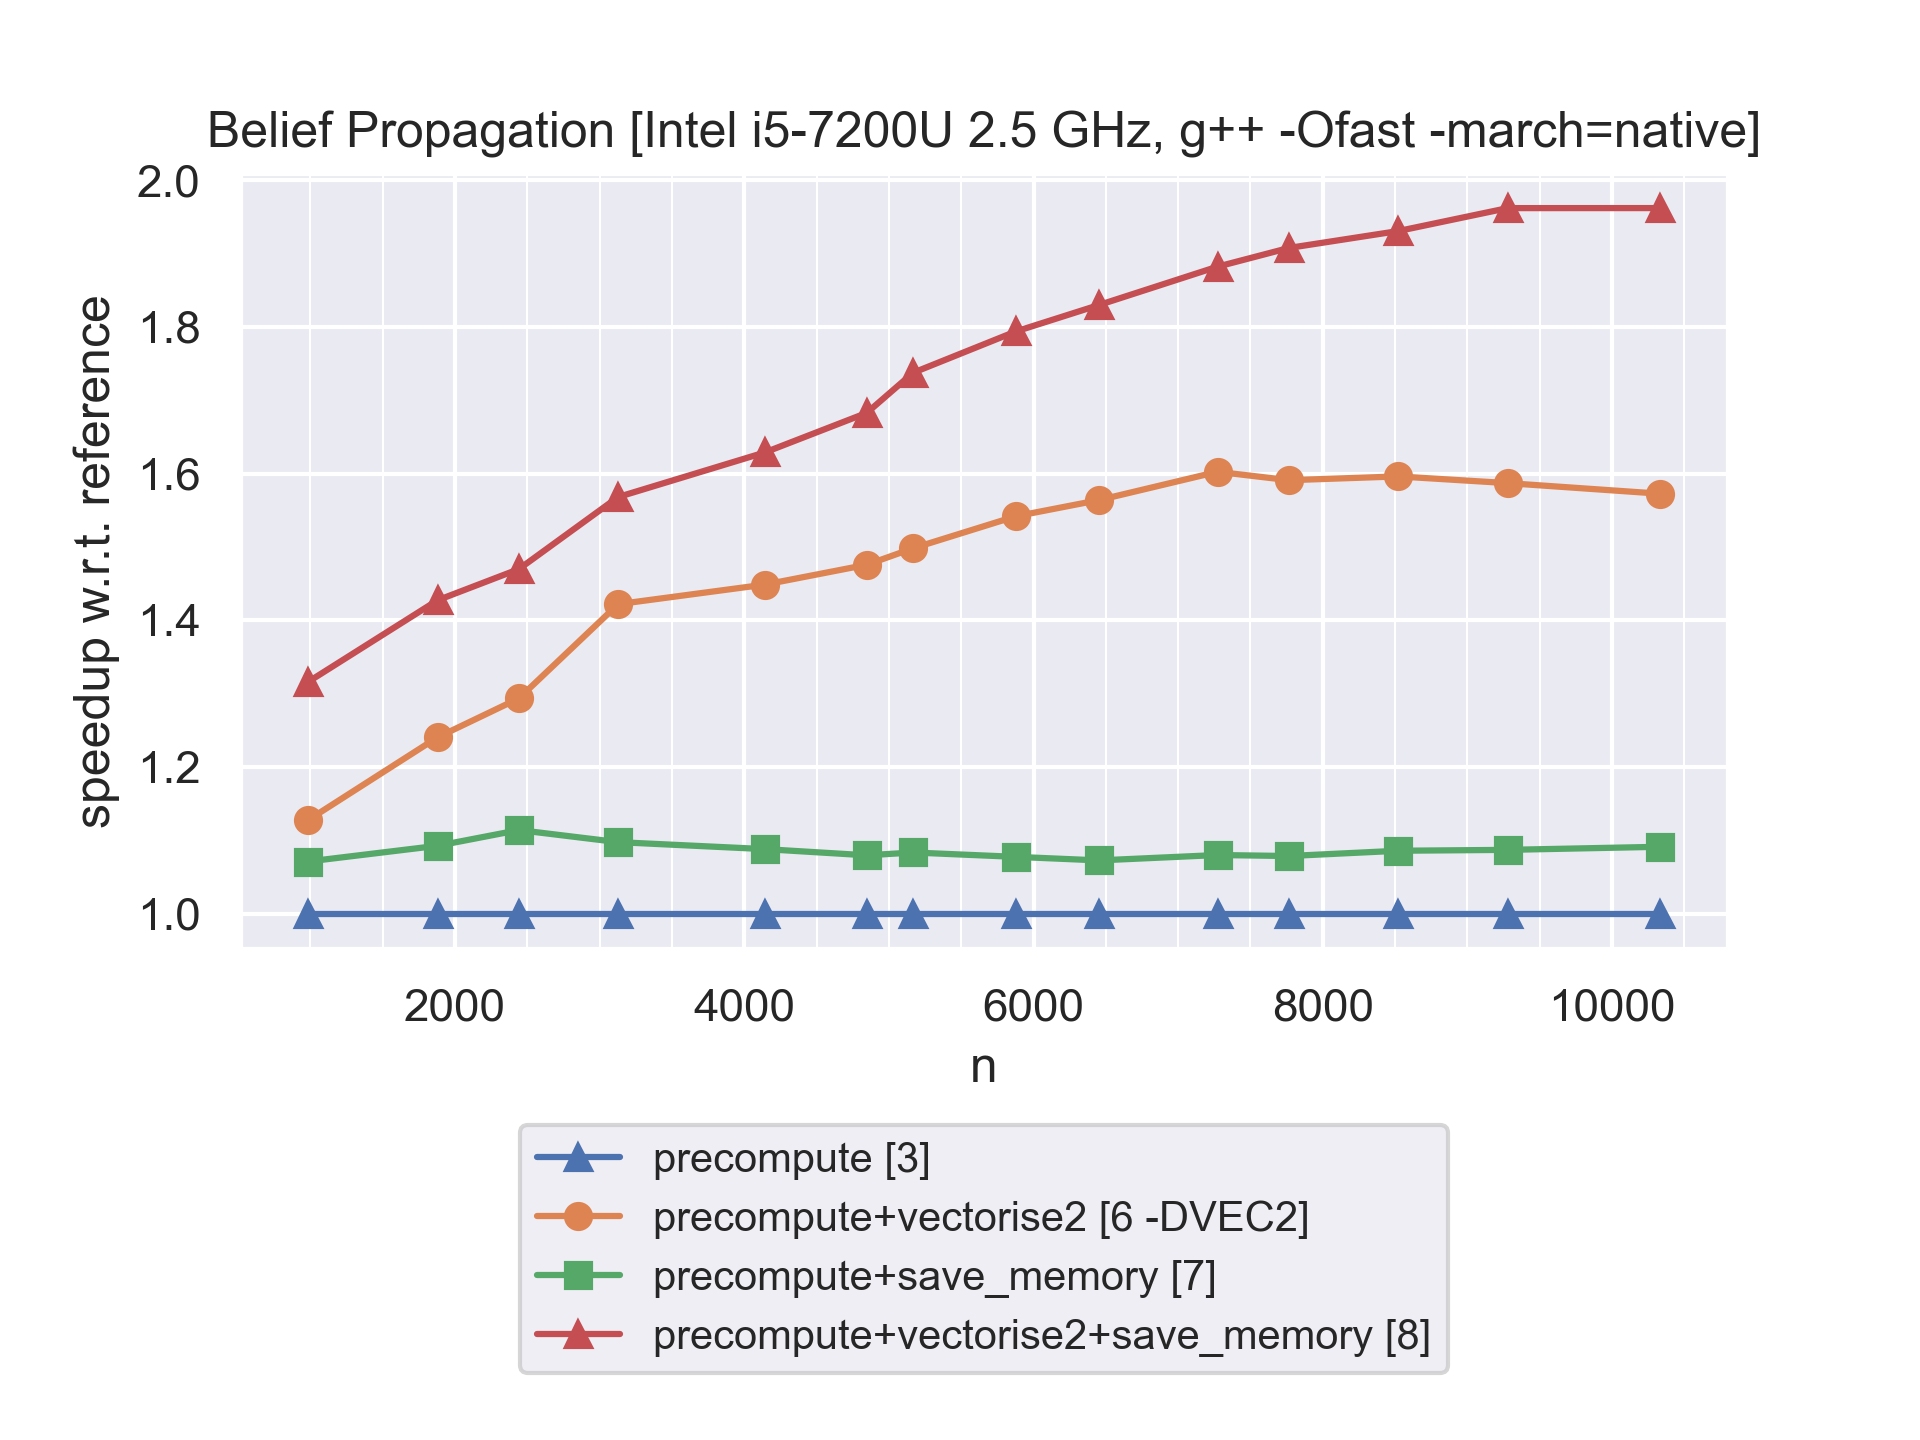 Belief Propagation [Intel i5-7200U 2.5 GHz, g++ -Ofast -march=native]
2.0
1.8
1.6
1.4
1.2
1.0
speedup w.r.t. reference
2000 4000 6000 8000 10000
n
precompute [3]
precompute+vectorise2 [6 -DVEC2]
precompute+save_memory [7]
precompute+vectorise2+save_memory [8]